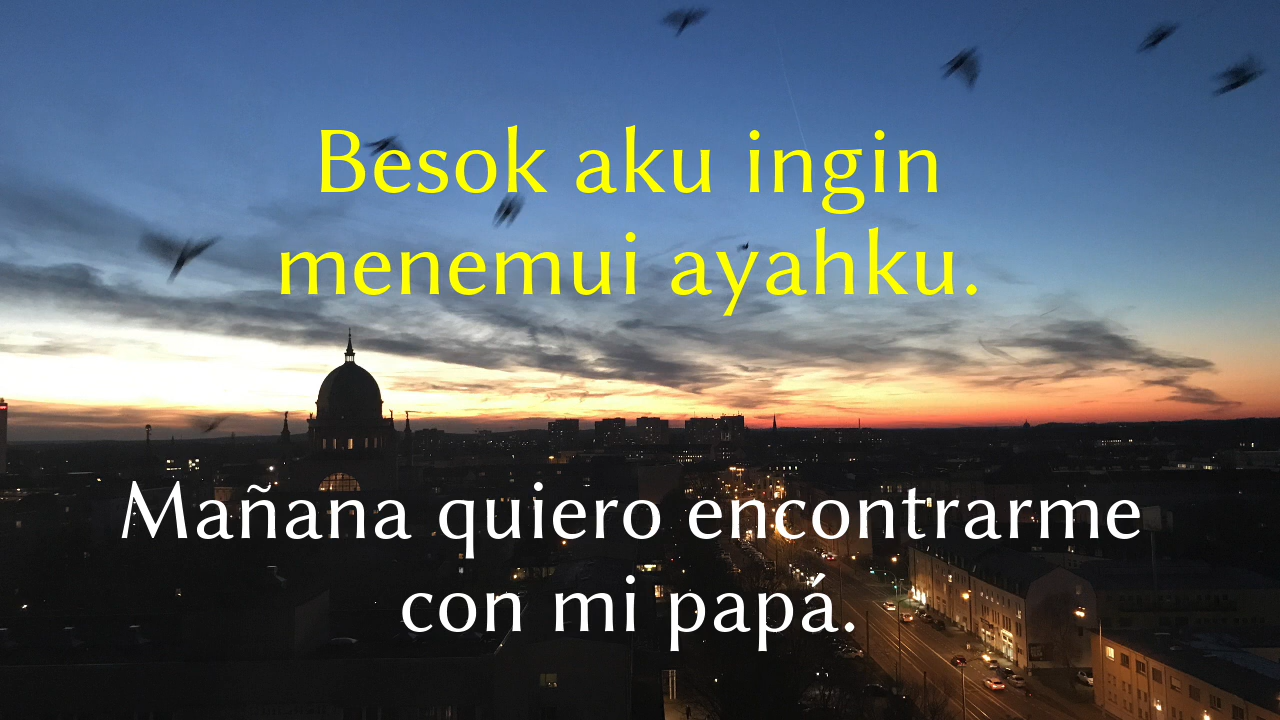 Besok aku ingin
menemui ayahku.
Mañana quiero encontrarme
con mi papá.